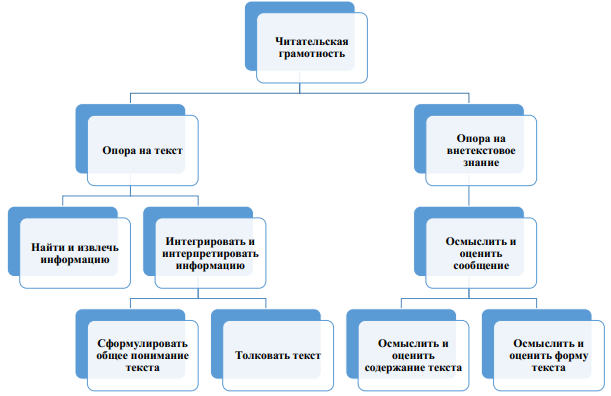 Читательская
грамотность
Опора на текст
Опора на
внетекстовое
знание
Найти и извлечь
информацию
Интегрировать и
интерпретировать
информацию
Осмыслить и
оценить
сообщение
Сформулировать
общее понимание
текста
Толковать текст
Осмыслить и
оценить
содержание текста
Осмыслить и
оценить форму
текста